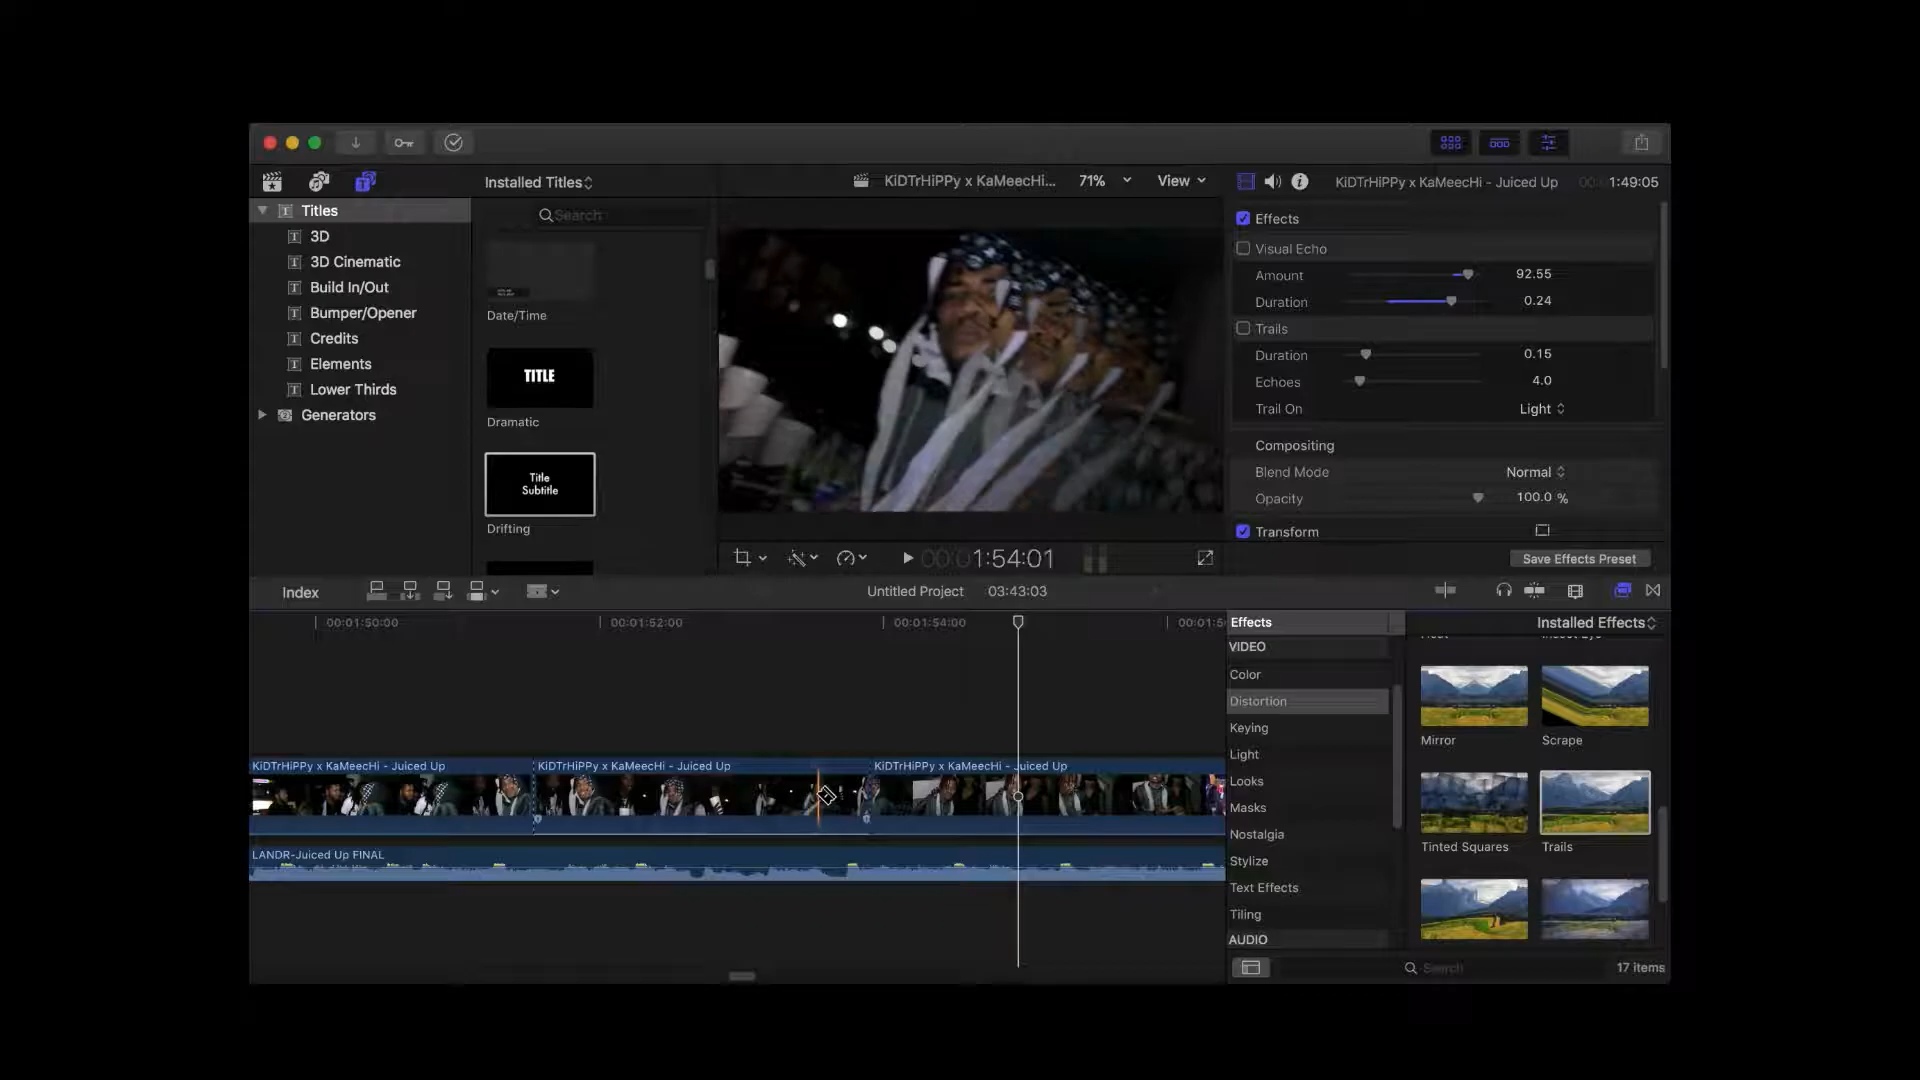 Installed Titles
KiDTrHiPPy x KaMeecHi...
71%
View
KiDTrHiPPy x KaMeecHi - Juiced Up
00:0 1:49:05
Titles
3D
3D Cinematic
Build In/Out
Bumper/Opener
Credits
Elements
Lower Thirds
Generators
Search
Date/Time
TITLE
Dramatic
Title
Subtitle
Drifting
Effects
Visual Echo
Amount
92.55
Duration
0.24
Trails
Duration
0.15
Echoes
4.0
Trail On
Light
Compositing
Blend Mode
Normal
Opacity
100.0 %
Transform
Save Effects Preset
00:0 1:54:01
Index
Untitled Project
03:43:03
00:01:50:00
00:01:52:00
00:01:54:00
00:01:5
KiDTrHiPPy x KaMeecHi - Juiced Up
KiDTrHiPPy x KaMeecHi - Juiced Up
KiDTrHiPPy x KaMeecHi - Juiced Up
LANDR-Juiced Up FINAL
Effects
Installed Effects
VIDEO
Color
Distortion
Keying
Light
Looks
Masks
Nostalgia
Stylize
Text Effects
Tiling
AUDIO
Mirror
Scrape
Tinted Squares
Trails
Search
17 items